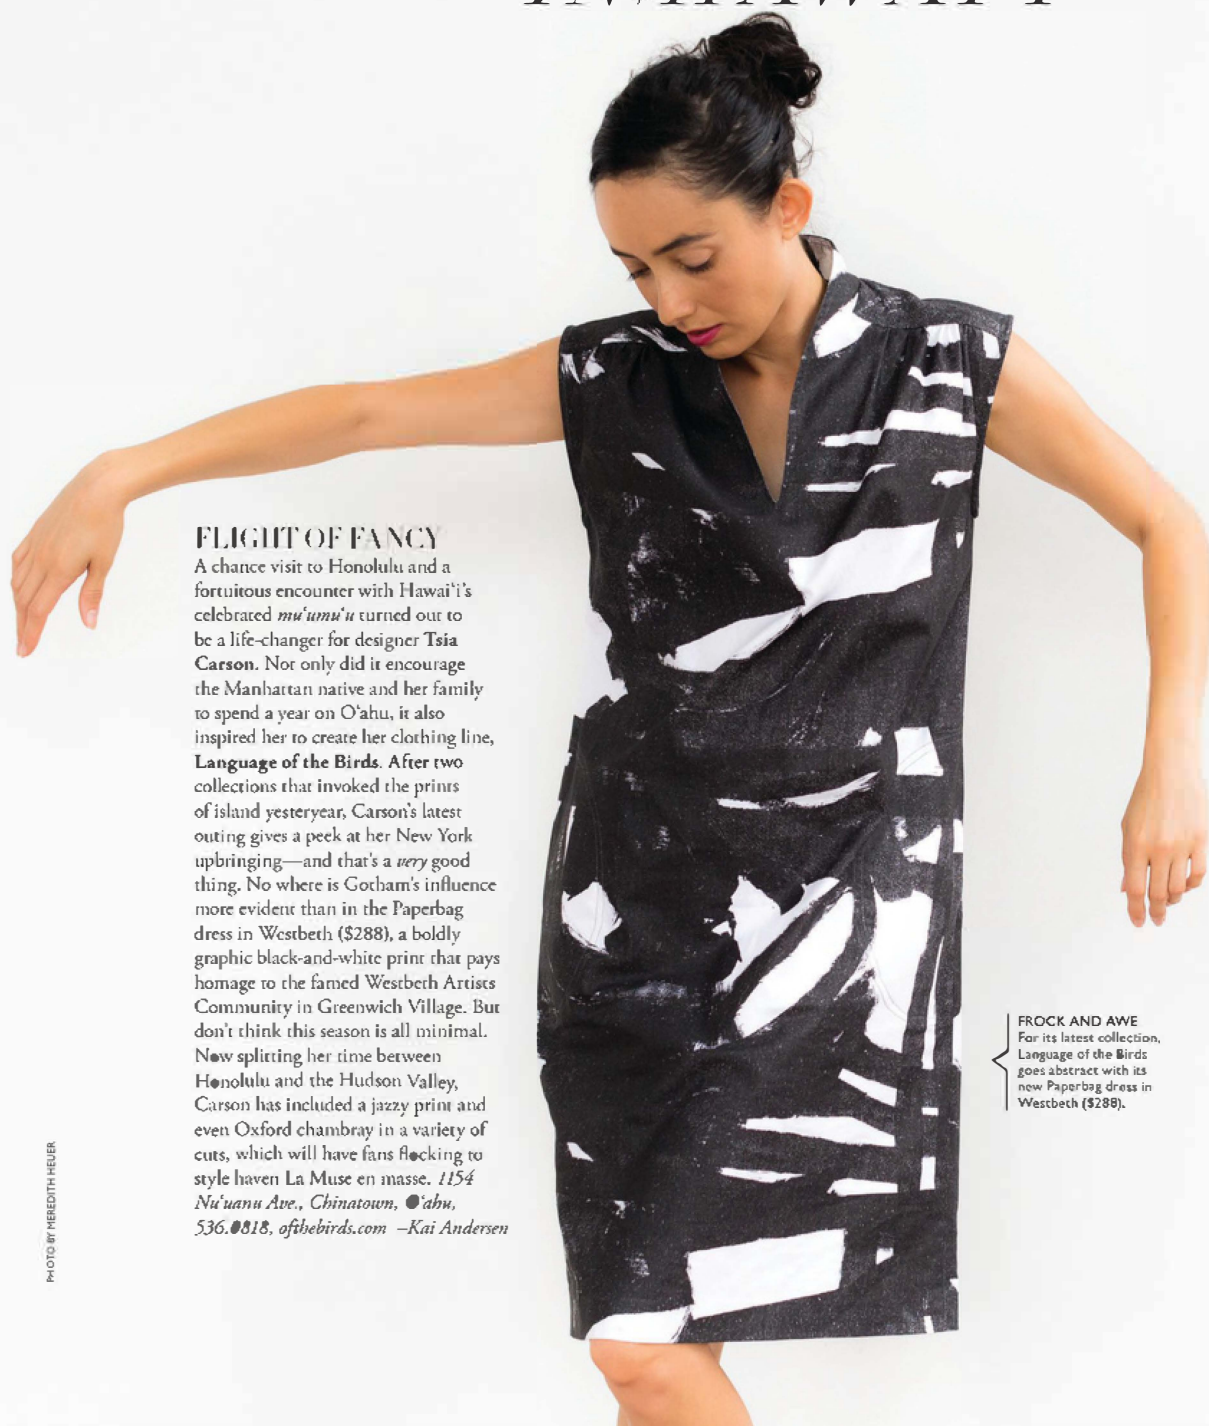 FLIGHT OF FANCY
A chance visit to Honolulu and a
fortuitous encounter with Hawai‘i’s
celebrated mu‘umu‘u turned out to
be a life-changer for designer Tsia
Carson. Not only did it encourage
the Manhattan native and her family
to spend a year on O‘ahu, it also
inspired her to create her clothing line,
Language of the Birds. After two
collections that invoked the prints
of island yesteryear, Carson’s latest
outing gives a peek at her New York
upbringing—and that’s a very good
thing. No where is Gotham’s influence
more evident than in the Paperbag
dress in Westbeth ($288), a boldly
graphic black-and-white print that pays
homage to the famed Westbeth Artists
Community in Greenwich Village. But
don’t think this season is all minimal.
Now splitting her time between
Honolulu and the Hudson Valley,
Carson has included a jazzy print and
even Oxford chambray in a variety of
cuts, which will have fans flocking to
style haven La Muse en masse. 1154
Nu‘uanu Ave., Chinatown, O‘ahu,
536.0818, ofthebirds.com –Kai Andersen
FROCK AND AWE
For its latest collection,
Language of the Birds
goes abstract with its
new Paperbag dress in
Westbeth ($288).
PHOTO BY MEREDITH HEUER